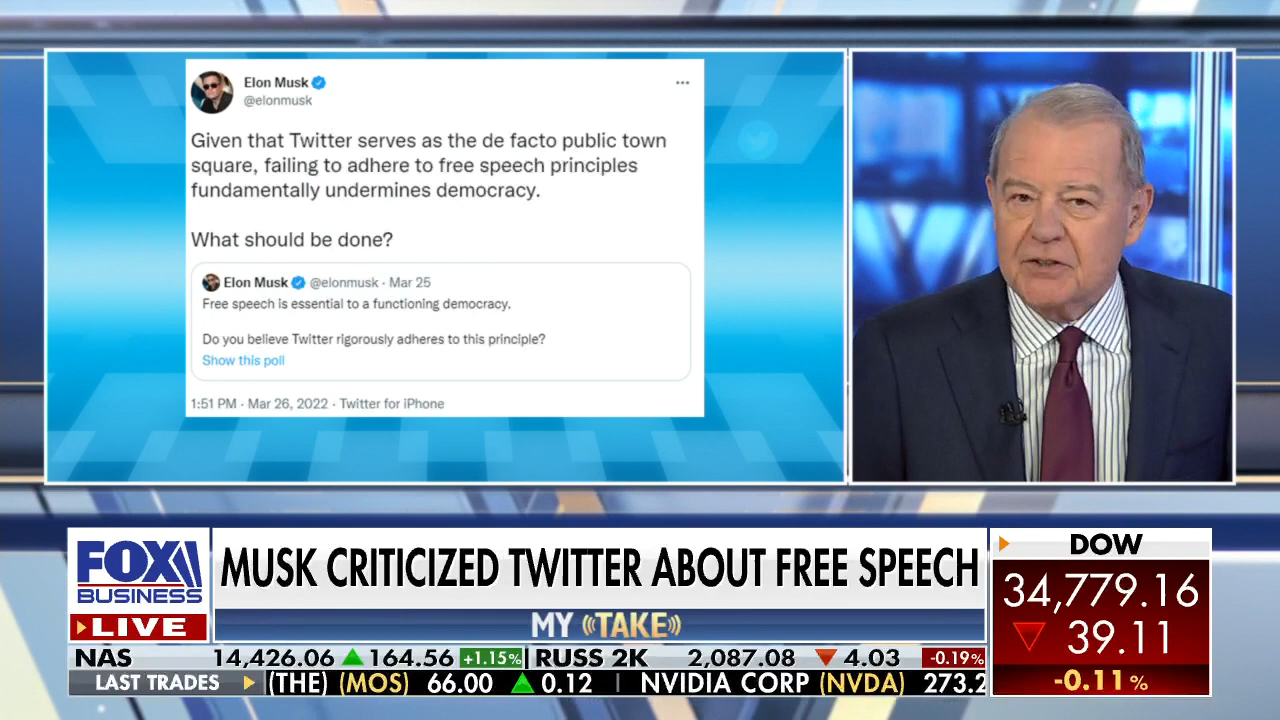 Elon Musk
@elonmusk
Given that Twitter serves as the de facto public town
square, failing to adhere to free speech principles
fundamentally undermines democracy.
What should be done?
Elon Musk @elonmusk · Mar 25
Free speech is essential to a functioning democracy.
Do you believe Twitter rigorously adheres to this principle?
Show this poll
1:51 PM · Mar 26, 2022 · Twitter for iPhone
FOX
BUSINESS
LIVE
MUSK CRITICIZED TWITTER ABOUT FREE SPEECH
MY TAKE
DOW
34,779.16
39.11
-0.11%
NAS 14,426.06 164.56 +1.15% RUSS 2K 2,087.08 4.03 -0.19%
LAST TRADES (THE) (MOS) 66.00 0.12 | NVIDIA CORP (NVDA) 273.2